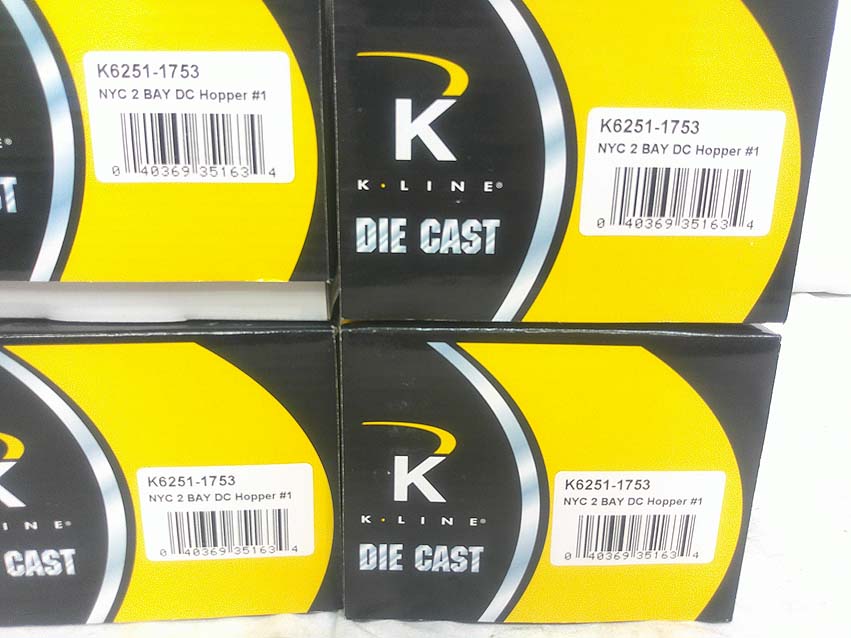 K6251-1753
NYC 2 BAY DC Hopper #1
0 40369 35163 4
K
K·LINE®
DIE CAST
K6251-1753
NYC 2 BAY DC Hopper #1
0 40369 35163 4
K
INE®
CAST
K6251-1753
NYC 2 BAY DC Hopper #1
0 40369 35163 4
K
K·LINE®
DIE CAST
K6251-1753
NYC 2 BAY DC Hopper #1
0 40369 35163 4